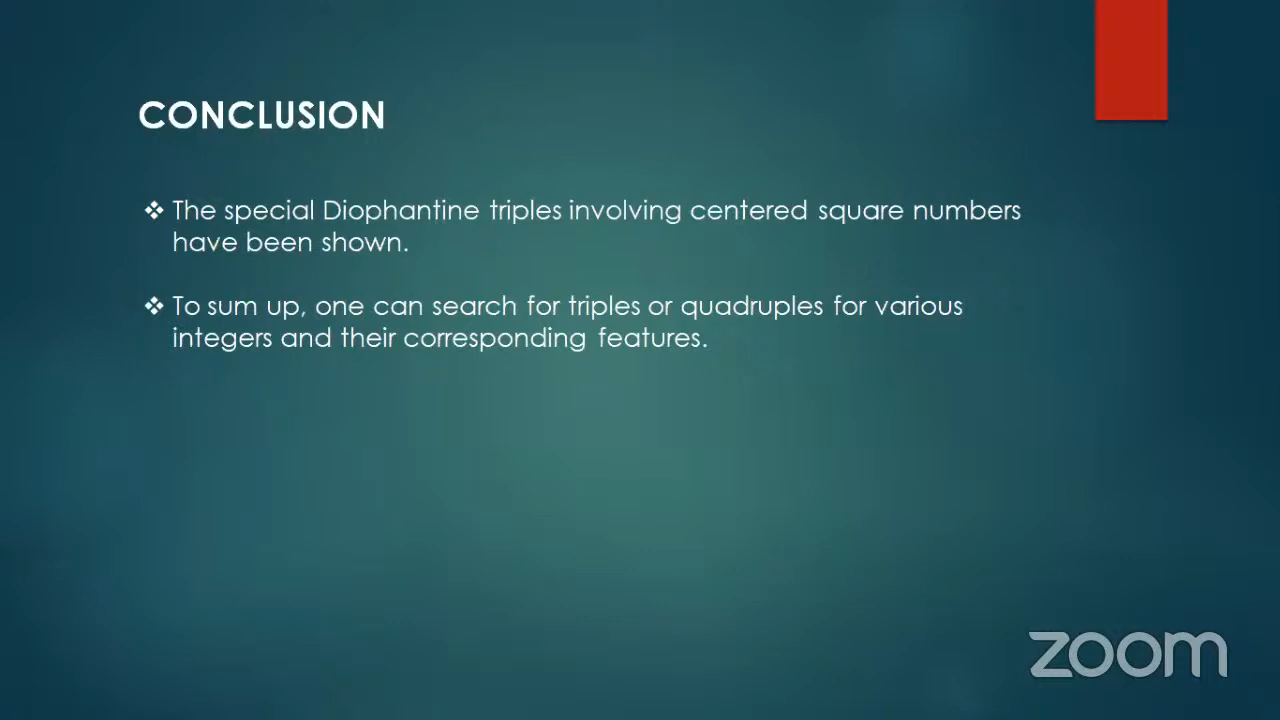 CONCLUSION
❖ The special Diophantine triples involving centered square numbers
have been shown.
❖ To sum up, one can search for triples or quadruples for various
integers and their corresponding features.
zoom